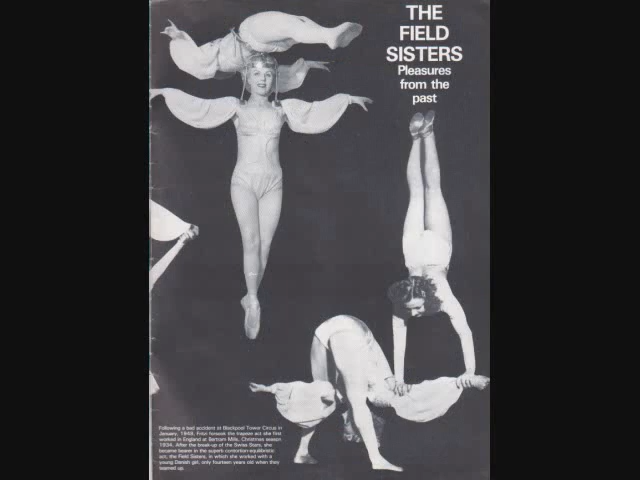 THE
FIELD
SISTERS
Pleasures
from the
past
Following a bad accident at Blackpool Tower Circus in
January, 1948, Fritzi forsook the trapeze act she first
worked in England at Bertram Mills, Christmas season
1934. After the break-up of the Swiss Stars, she
became bearer in the superb contortion-equilibristic
act, the Field Sisters, in which she worked with a
young Danish girl, only fourteen years old when they
teamed up.